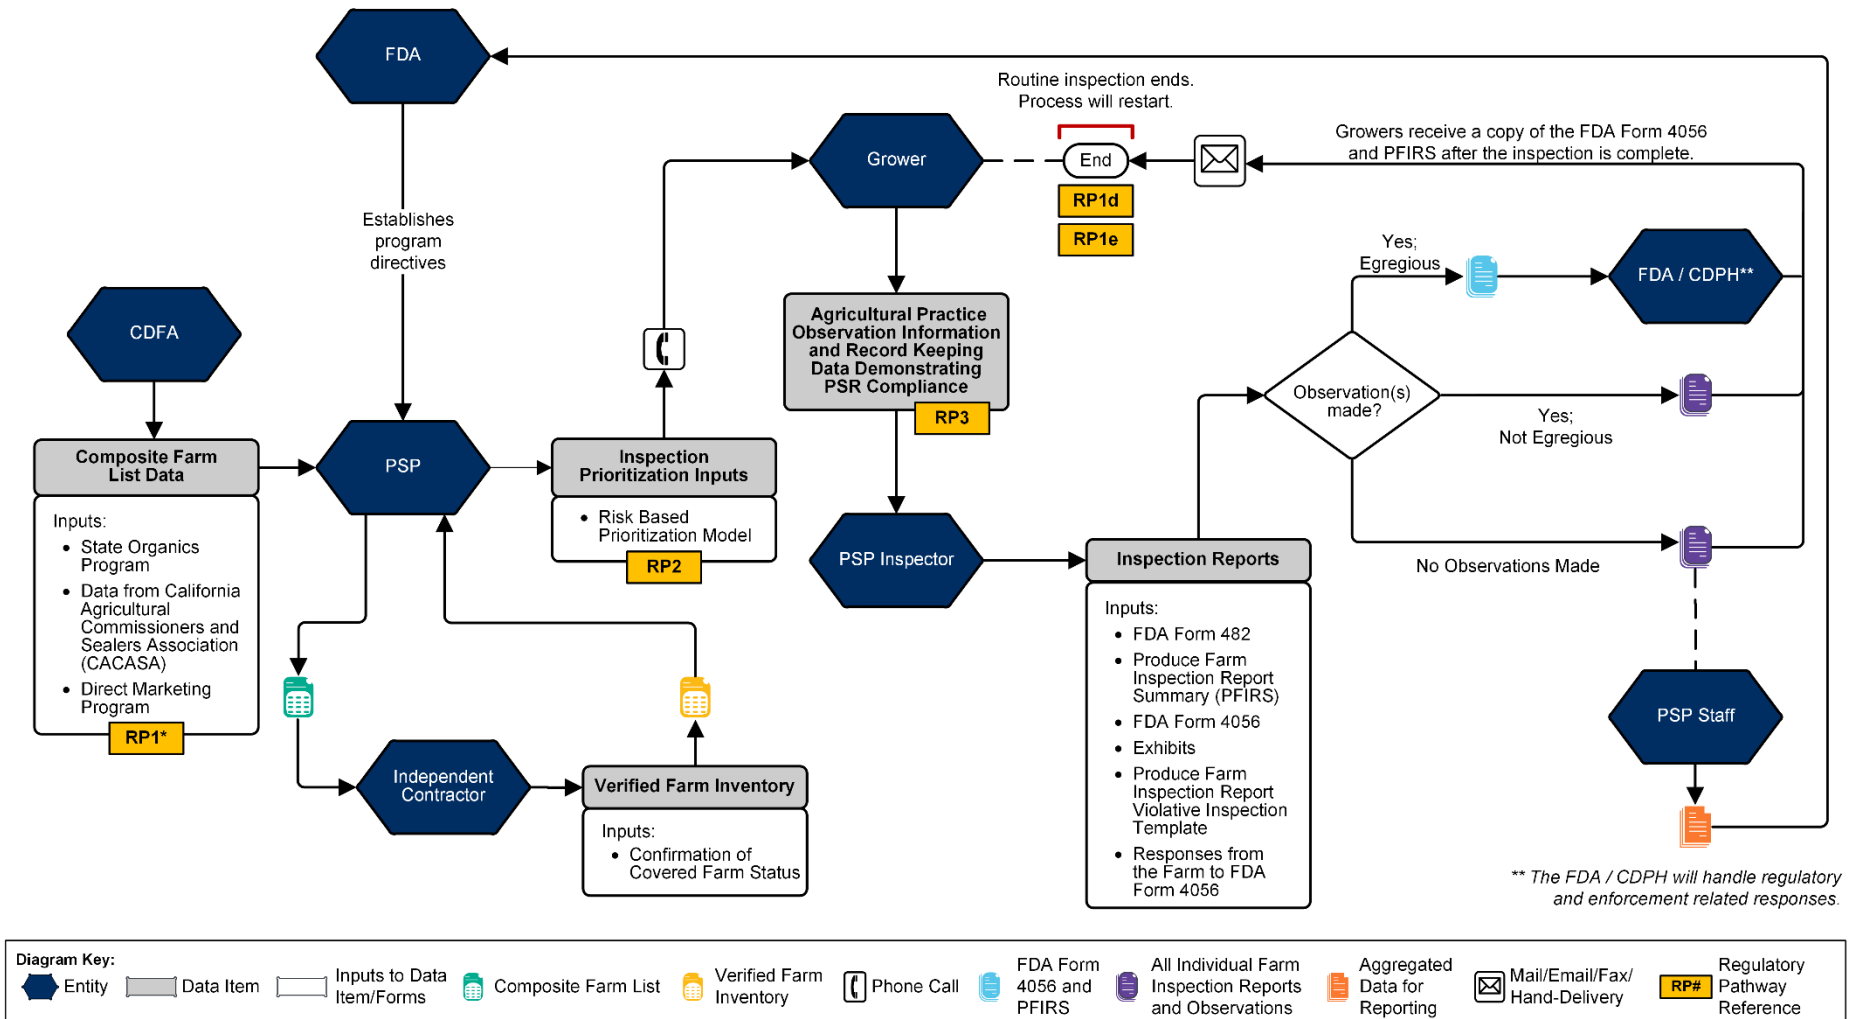 FDA
Routine inspection ends.
Process will restart.
Growers receive a copy of the FDA Form 4056
and PFIRS after the inspection is complete.
Grower
End
RP1d
RP1e
Establishes
program
directives
Yes;
Egregious
FDA / CDPH**
CDFA
Agricultural Practice
Observation Information
and Record Keeping
Data Demonstrating
PSR Compliance
RP3
Observation(s)
made?
Yes;
Not Egregious
Composite Farm
List Data
Inputs:
• State Organics
Program
• Data from California
Agricultural
Commissioners and
Sealers Association
(CACASA)
• Direct Marketing
Program
RP1*
PSP
Inspection
Prioritization Inputs
• Risk Based
Prioritization Model
RP2
PSP Inspector
Inspection Reports
Inputs:
• FDA Form 482
• Produce Farm
Inspection Report
Summary (PFIRS)
• FDA Form 4056
• Exhibits
• Produce Farm
Inspection Report
Violative Inspection
Template
• Responses from
the Farm to FDA
Form 4056
No Observations Made
PSP Staff
Independent
Contractor
Verified Farm Inventory
Inputs:
• Confirmation of
Covered Farm Status
** The FDA / CDPH will handle regulatory
and enforcement related responses.
Diagram Key:
Entity
Data Item
Inputs to Data
Item/Forms
Composite Farm List
Verified Farm
Inventory
Phone Call
FDA Form
4056 and
PFIRS
All Individual Farm
Inspection Reports
and Observations
Aggregated
Data for
Reporting
Mail/Email/Fax/
Hand-Delivery
RP#
Regulatory
Pathway
Reference